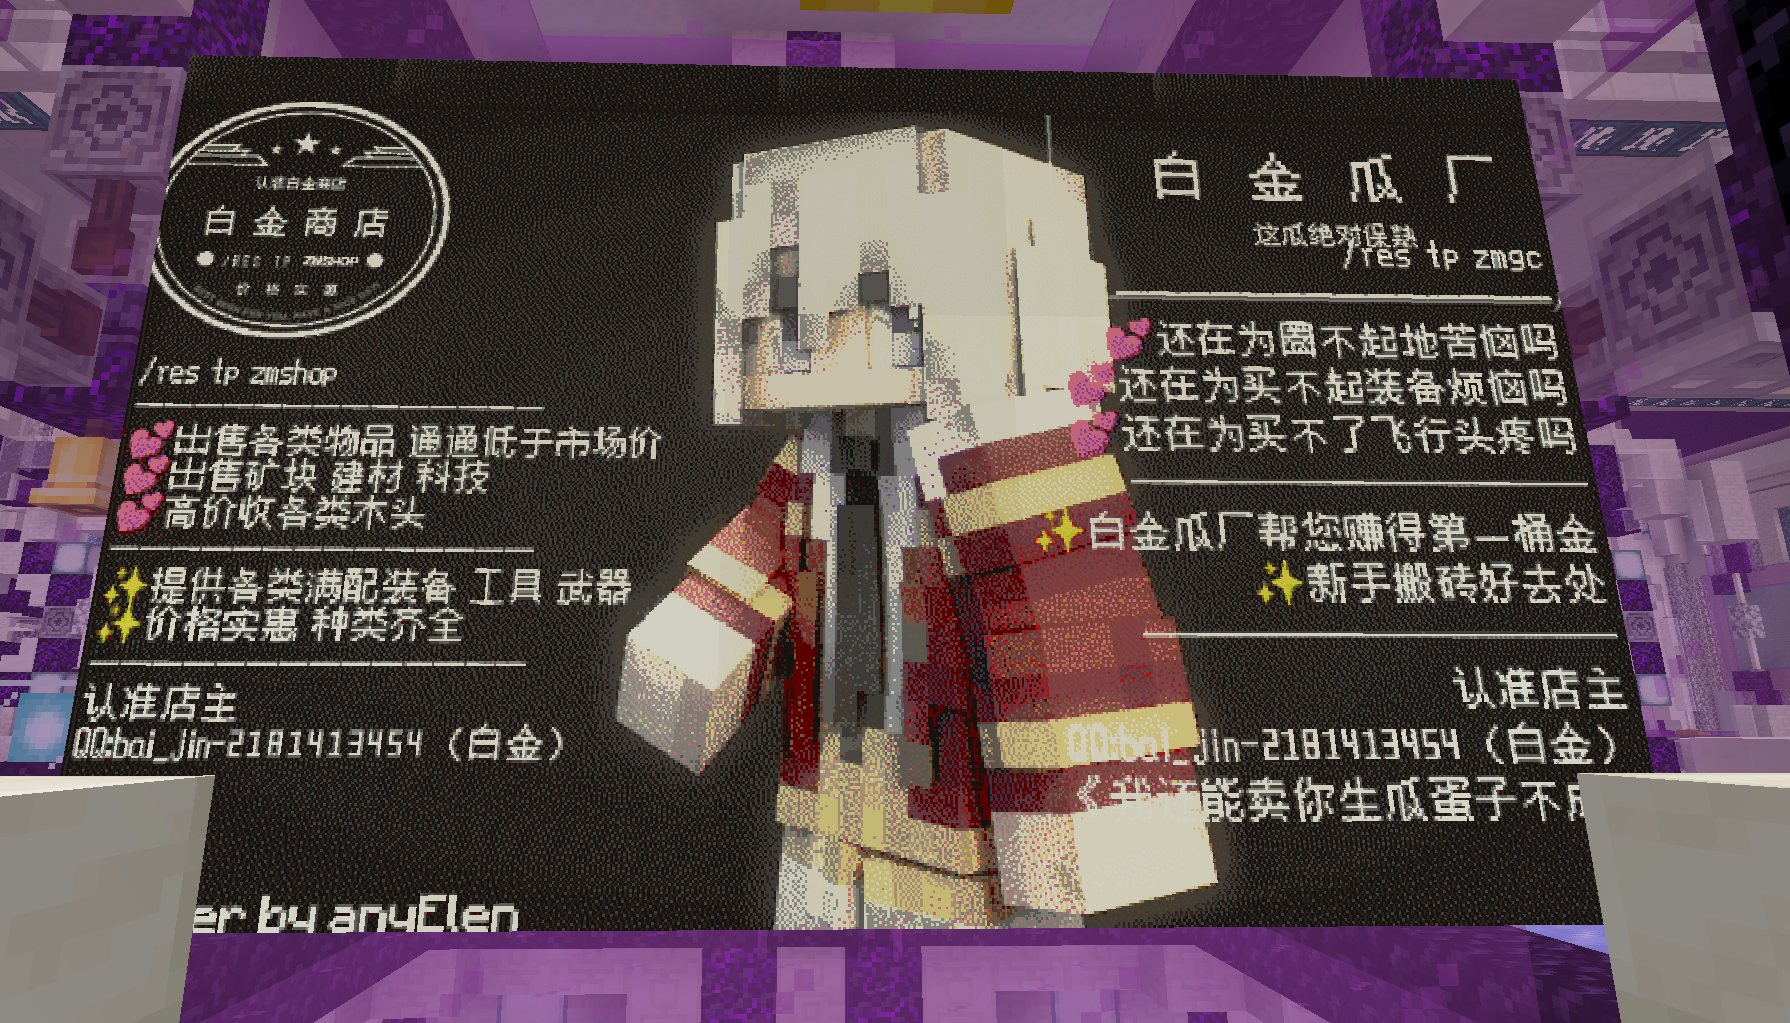 认准白金商店
白金商店
/RES TP ZMSHOP
价格实惠
/res tp zmshop
出售各类物品 通通低于市场价
出售矿块 建材 科技
高价收各类木头
提供各类满配装备 工具 武器
价格实惠 种类齐全
认准店主
QQ:bai_jin-2181413454（白金）
er by anyElen
白金瓜厂
这瓜绝对保熟
/res tp zmgc
还在为圈不起地苦恼吗
还在为买不起装备烦恼吗
还在为买不了飞行头疼吗
白金瓜厂帮您赚得第一桶金
新手搬砖好去处
认准店主
QQ:bai_jin-2181413454（白金）
《我还能卖你生瓜蛋子不